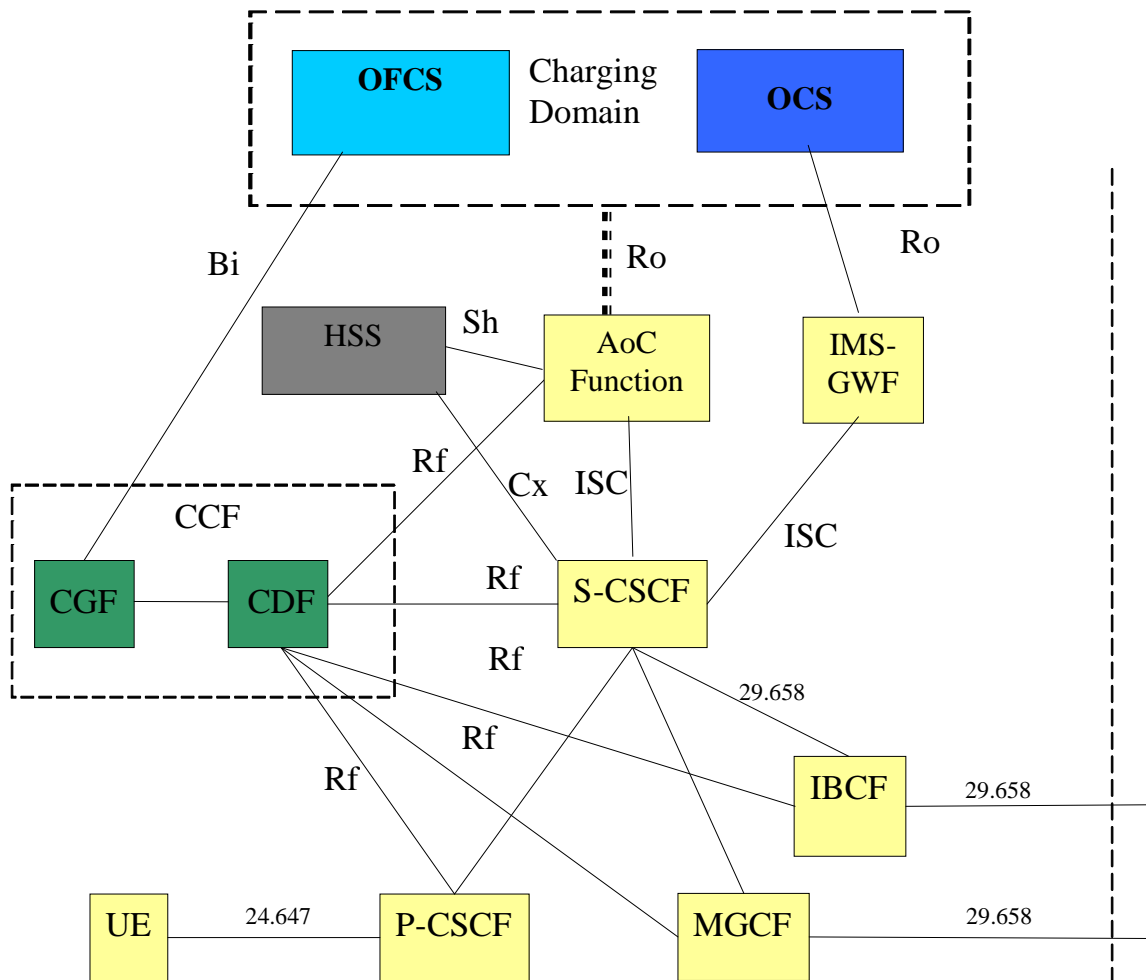 OFCS
Charging
Domain
OCS
Bi
Ro
Ro
HSS
Sh
AoC
Function
IMS-
GWF
Rf
Cx
ISC
ISC
CCF
CGF
CDF
Rf
S-CSCF
Rf
29.658
Rf
Rf
IBCF
29.658
UE
24.647
P-CSCF
MGCF
29.658